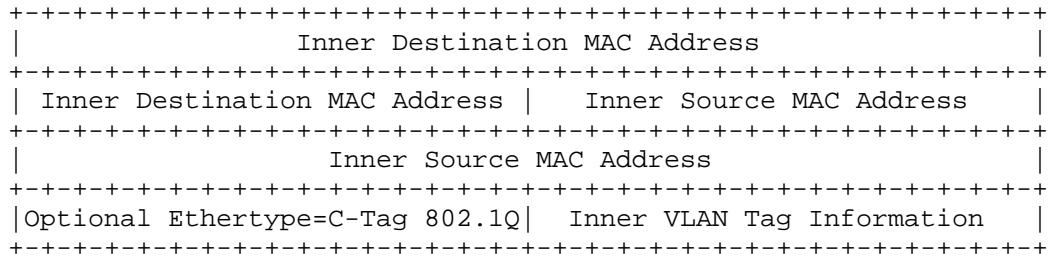 +-+-+-+-+-+-+-+-+-+-+-+-+-+-+-+-+-+-+-+-+-+-+-+-+-+-+-+-+-+-+-+-+
| Inner Destination MAC Address |
+-+-+-+-+-+-+-+-+-+-+-+-+-+-+-+-+-+-+-+-+-+-+-+-+-+-+-+-+-+-+-+-+
| Inner Destination MAC Address | Inner Source MAC Address |
+-+-+-+-+-+-+-+-+-+-+-+-+-+-+-+-+-+-+-+-+-+-+-+-+-+-+-+-+-+-+-+-+
| Inner Source MAC Address |
+-+-+-+-+-+-+-+-+-+-+-+-+-+-+-+-+-+-+-+-+-+-+-+-+-+-+-+-+-+-+-+-+
|Optional Ethertype=C-Tag 802.1Q| Inner VLAN Tag Information |
+-+-+-+-+-+-+-+-+-+-+-+-+-+-+-+-+-+-+-+-+-+-+-+-+-+-+-+-+-+-+-+-+